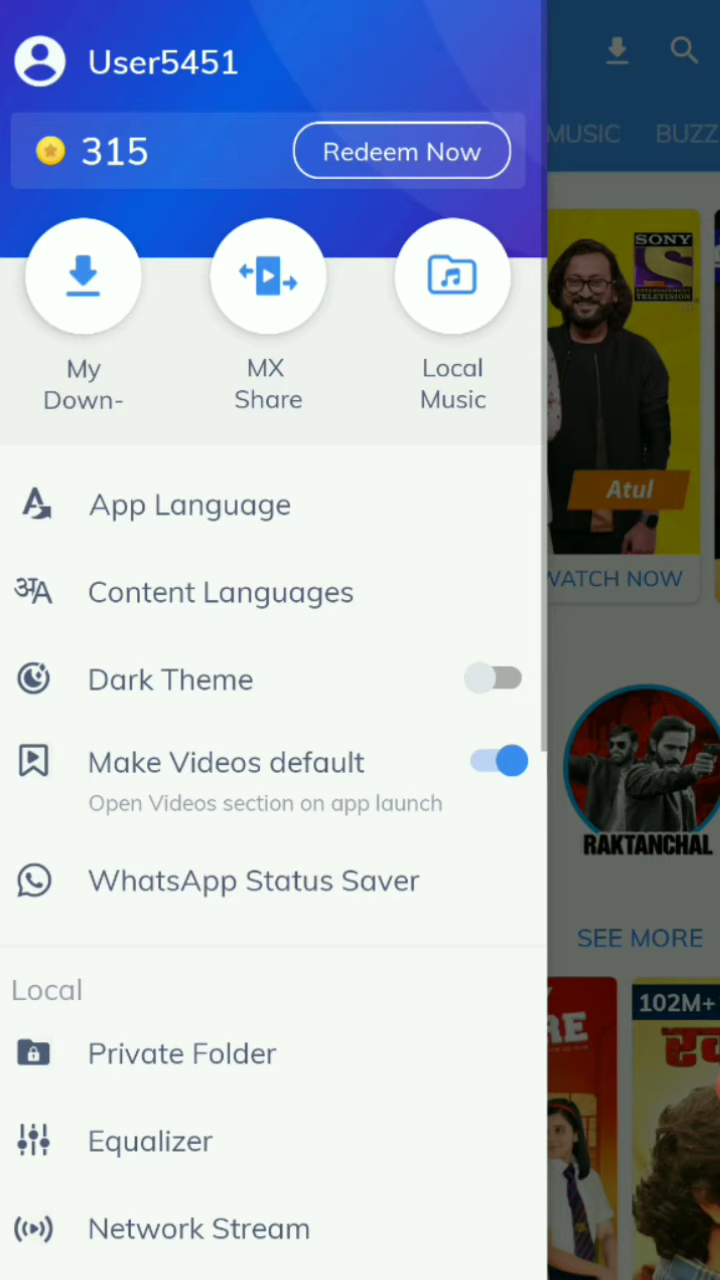 User5451
315
Redeem Now
MUSIC
BUZZ
My
Down-
MX
Share
Local
Music
SONY
ENTERTAINMENT
TELEVISION
Atul
WATCH NOW
App Language
Content Languages
Dark Theme
Make Videos default
Open Videos section on app launch
WhatsApp Status Saver
RAKTANCHAL
SEE MORE
Local
102M+
Private Folder
Equalizer
Network Stream